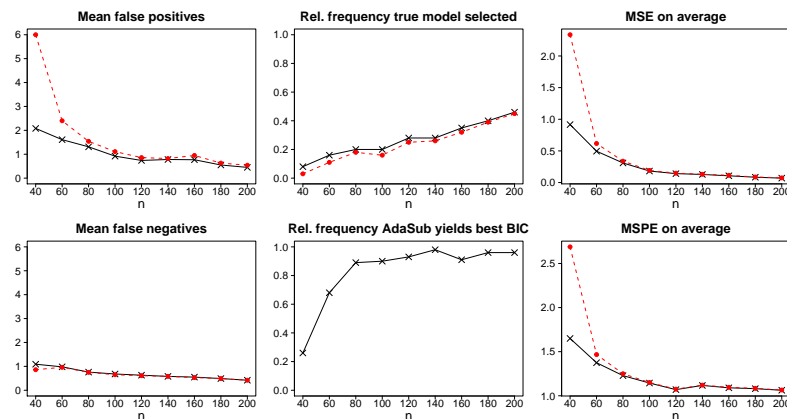 Mean false positives
6
5
4
3
2
1
0
40 60 80 100 120 140 160 180 200
n
Rel. frequency true model selected
1.0
0.8
0.6
0.4
0.2
0.0
40 60 80 100 120 140 160 180 200
n
MSE on average
2.0
1.5
1.0
0.5
0.0
40 60 80 100 120 140 160 180 200
n
Mean false negatives
6
5
4
3
2
1
0
40 60 80 100 120 140 160 180 200
n
Rel. frequency AdaSub yields best BIC
1.0
0.8
0.6
0.4
0.2
0.0
40 60 80 100 120 140 160 180 200
n
MSPE on average
2.5
2.0
1.5
1.0
40 60 80 100 120 140 160 180 200
n